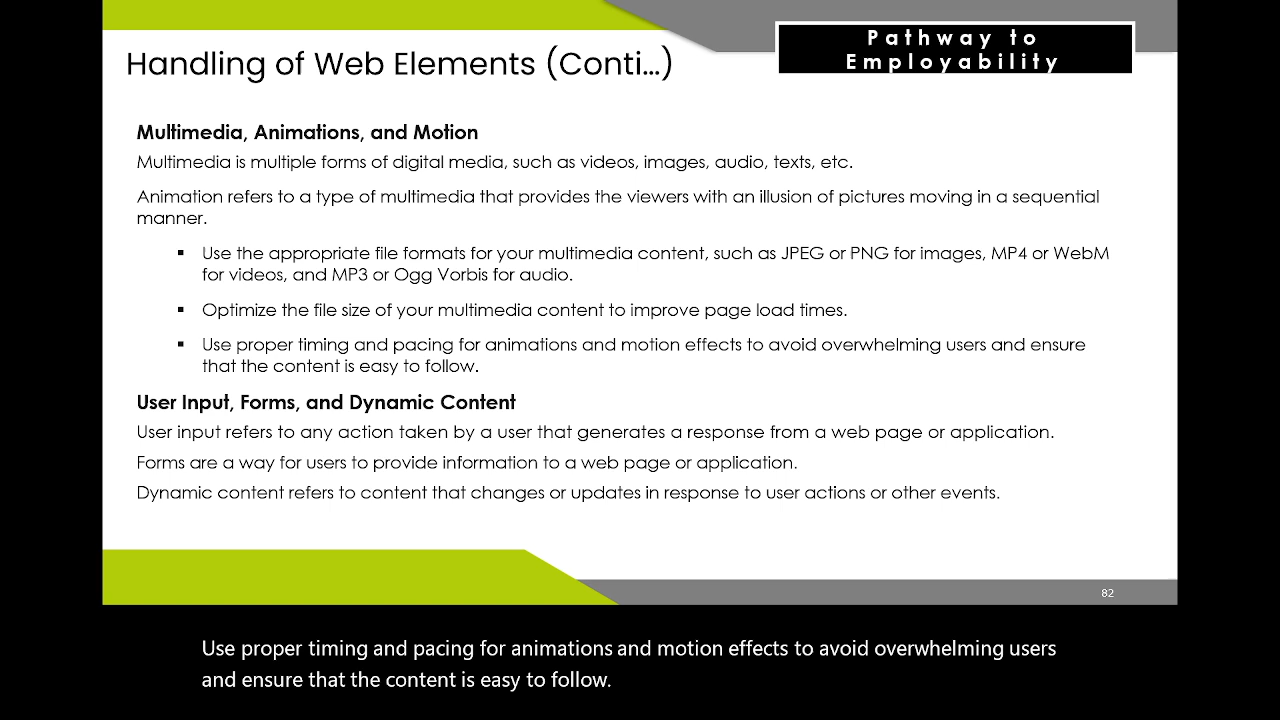 Pathway to
Employability
Handling of Web Elements (Conti…)
Multimedia, Animations, and Motion
Multimedia is multiple forms of digital media, such as videos, images, audio, texts, etc.
Animation refers to a type of multimedia that provides the viewers with an illusion of pictures moving in a sequential
manner.
▪ Use the appropriate file formats for your multimedia content, such as JPEG or PNG for images, MP4 or WebM
for videos, and MP3 or Ogg Vorbis for audio.
▪ Optimize the file size of your multimedia content to improve page load times.
▪ Use proper timing and pacing for animations and motion effects to avoid overwhelming users and ensure
that the content is easy to follow.
User Input, Forms, and Dynamic Content
User input refers to any action taken by a user that generates a response from a web page or application.
Forms are a way for users to provide information to a web page or application.
Dynamic content refers to content that changes or updates in response to user actions or other events.
82
Use proper timing and pacing for animations and motion effects to avoid overwhelming users
and ensure that the content is easy to follow.